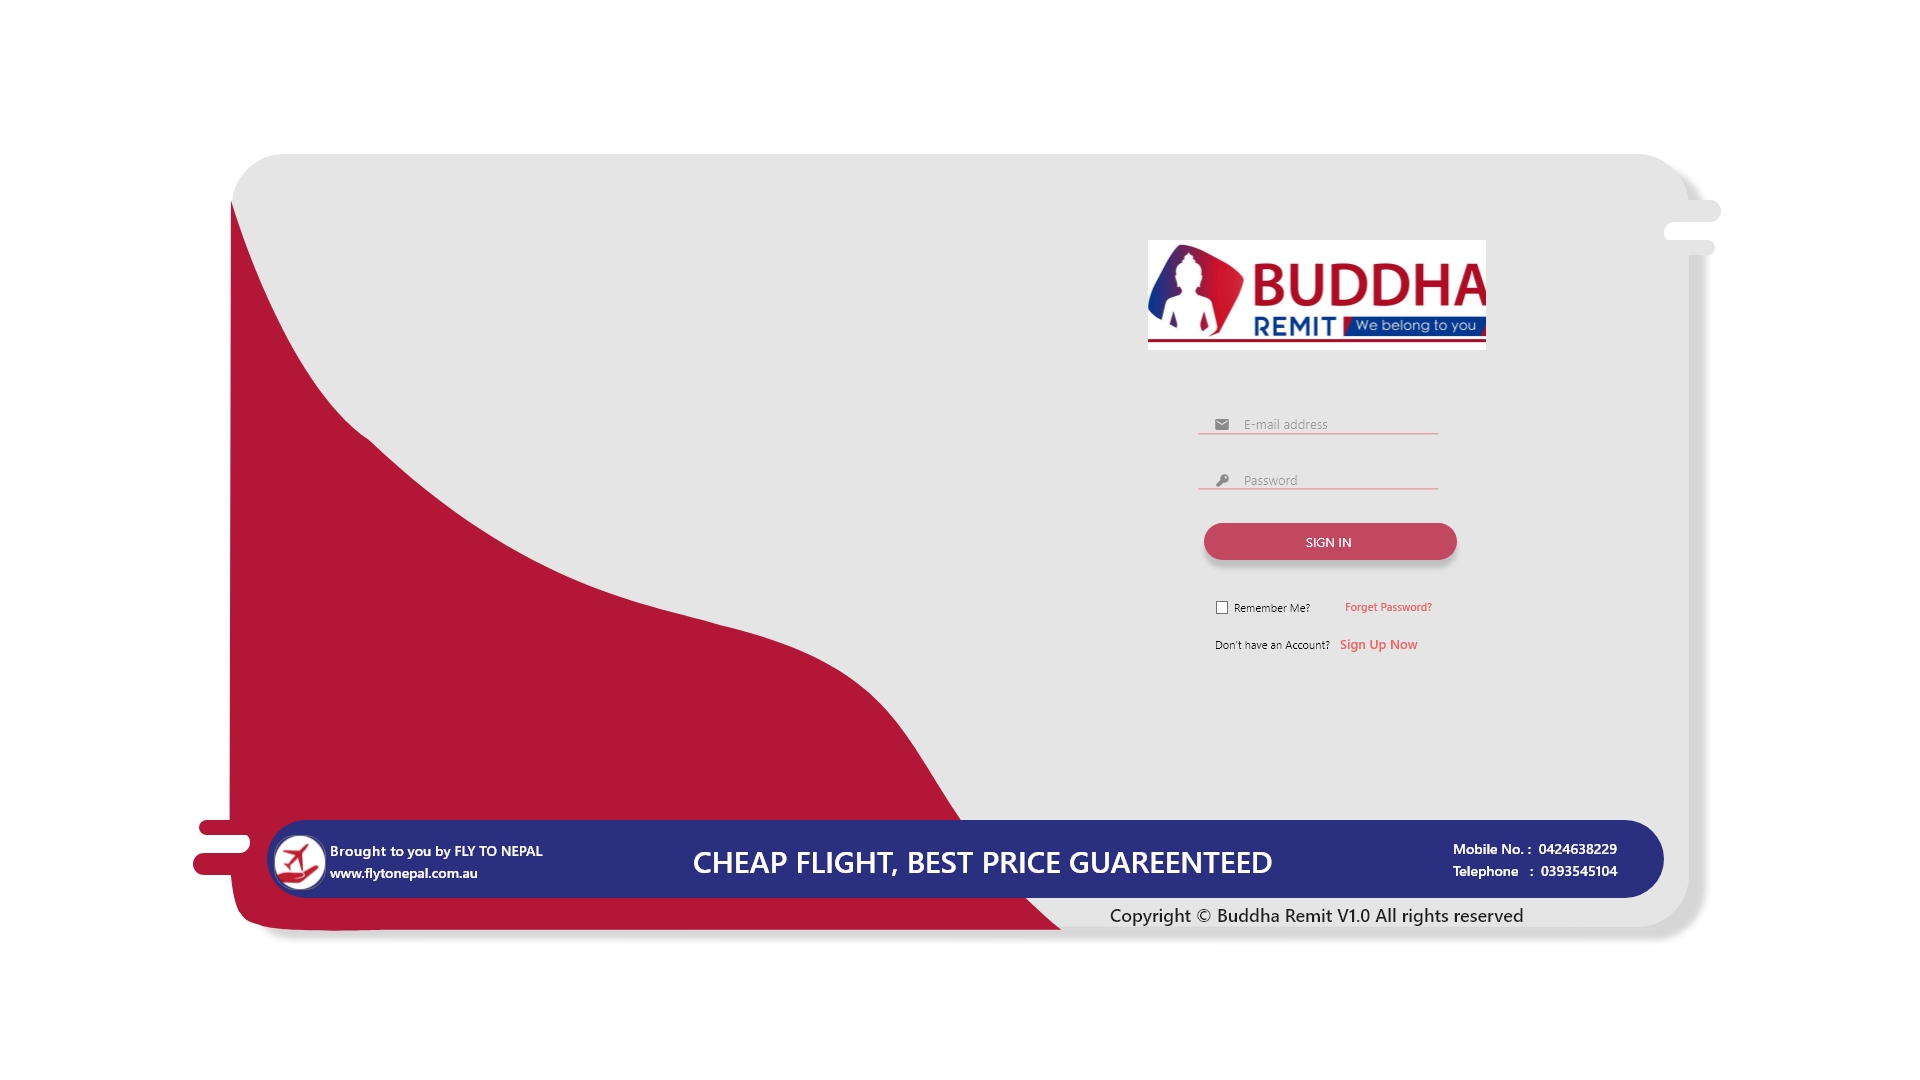 BUDDHA
REMIT We belong to you
E-mail address
Password
SIGN IN
Remember Me? Forget Password?
Don't have an Account? Sign Up Now
Brought to you by FLY TO NEPAL
www.flytonepal.com.au
CHEAP FLIGHT, BEST PRICE GUAREENTEED
Mobile No. : 0424638229
Telephone : 0393545104
Copyright © Buddha Remit V1.0 All rights reserved